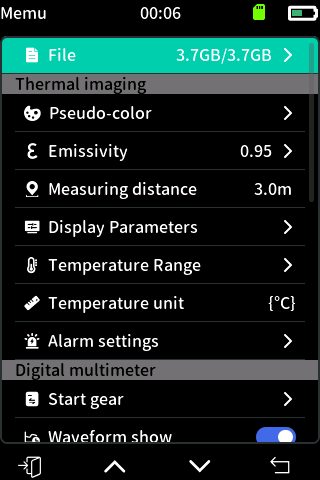 Memu 00:06
File 3.7GB/3.7GB
Thermal imaging
Pseudo-color
Emissivity 0.95
Measuring distance 3.0m
Display Parameters
Temperature Range
Temperature unit {°C}
Alarm settings
Digital multimeter
Start gear
Waveform show